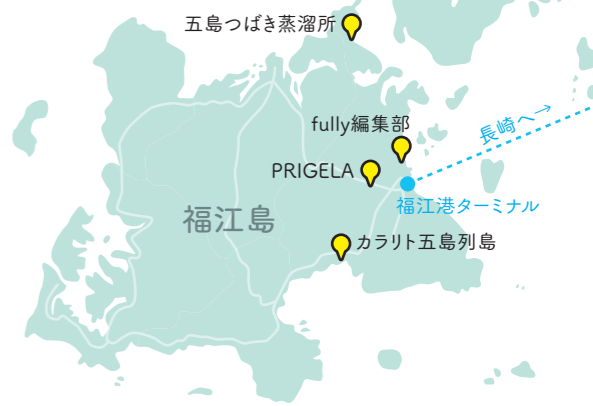 五島つばき蒸溜所
fully編集部
長崎へ→
PRIGELA
福江港ターミナル
福江島
カラリト五島列島